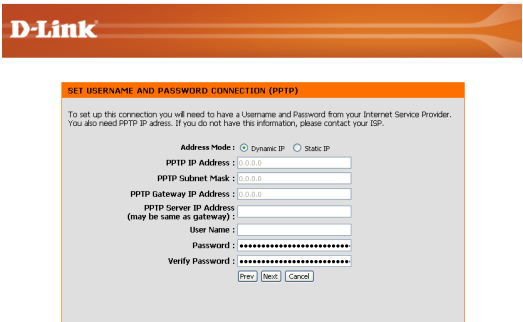 D-Link
SET USERNAME AND PASSWORD CONNECTION (PPTP)
To set up this connection you will need to have a Username and Password from your Internet Service Provider.
You also need PPTP IP adress. If you do not have this information, please contact your ISP.
Address Mode : Dynamic IP Static IP
PPTP IP Address : 0.0.0.0
PPTP Subnet Mask : 0.0.0.0
PPTP Gateway IP Address : 0.0.0.0
PPTP Server IP Address
(may be same as gateway) :
User Name :
Password : ●●●●●●●●●●●●●●●●●●●●●●●●
Verify Password : ●●●●●●●●●●●●●●●●●●●●●●●●
Prev Next Cancel